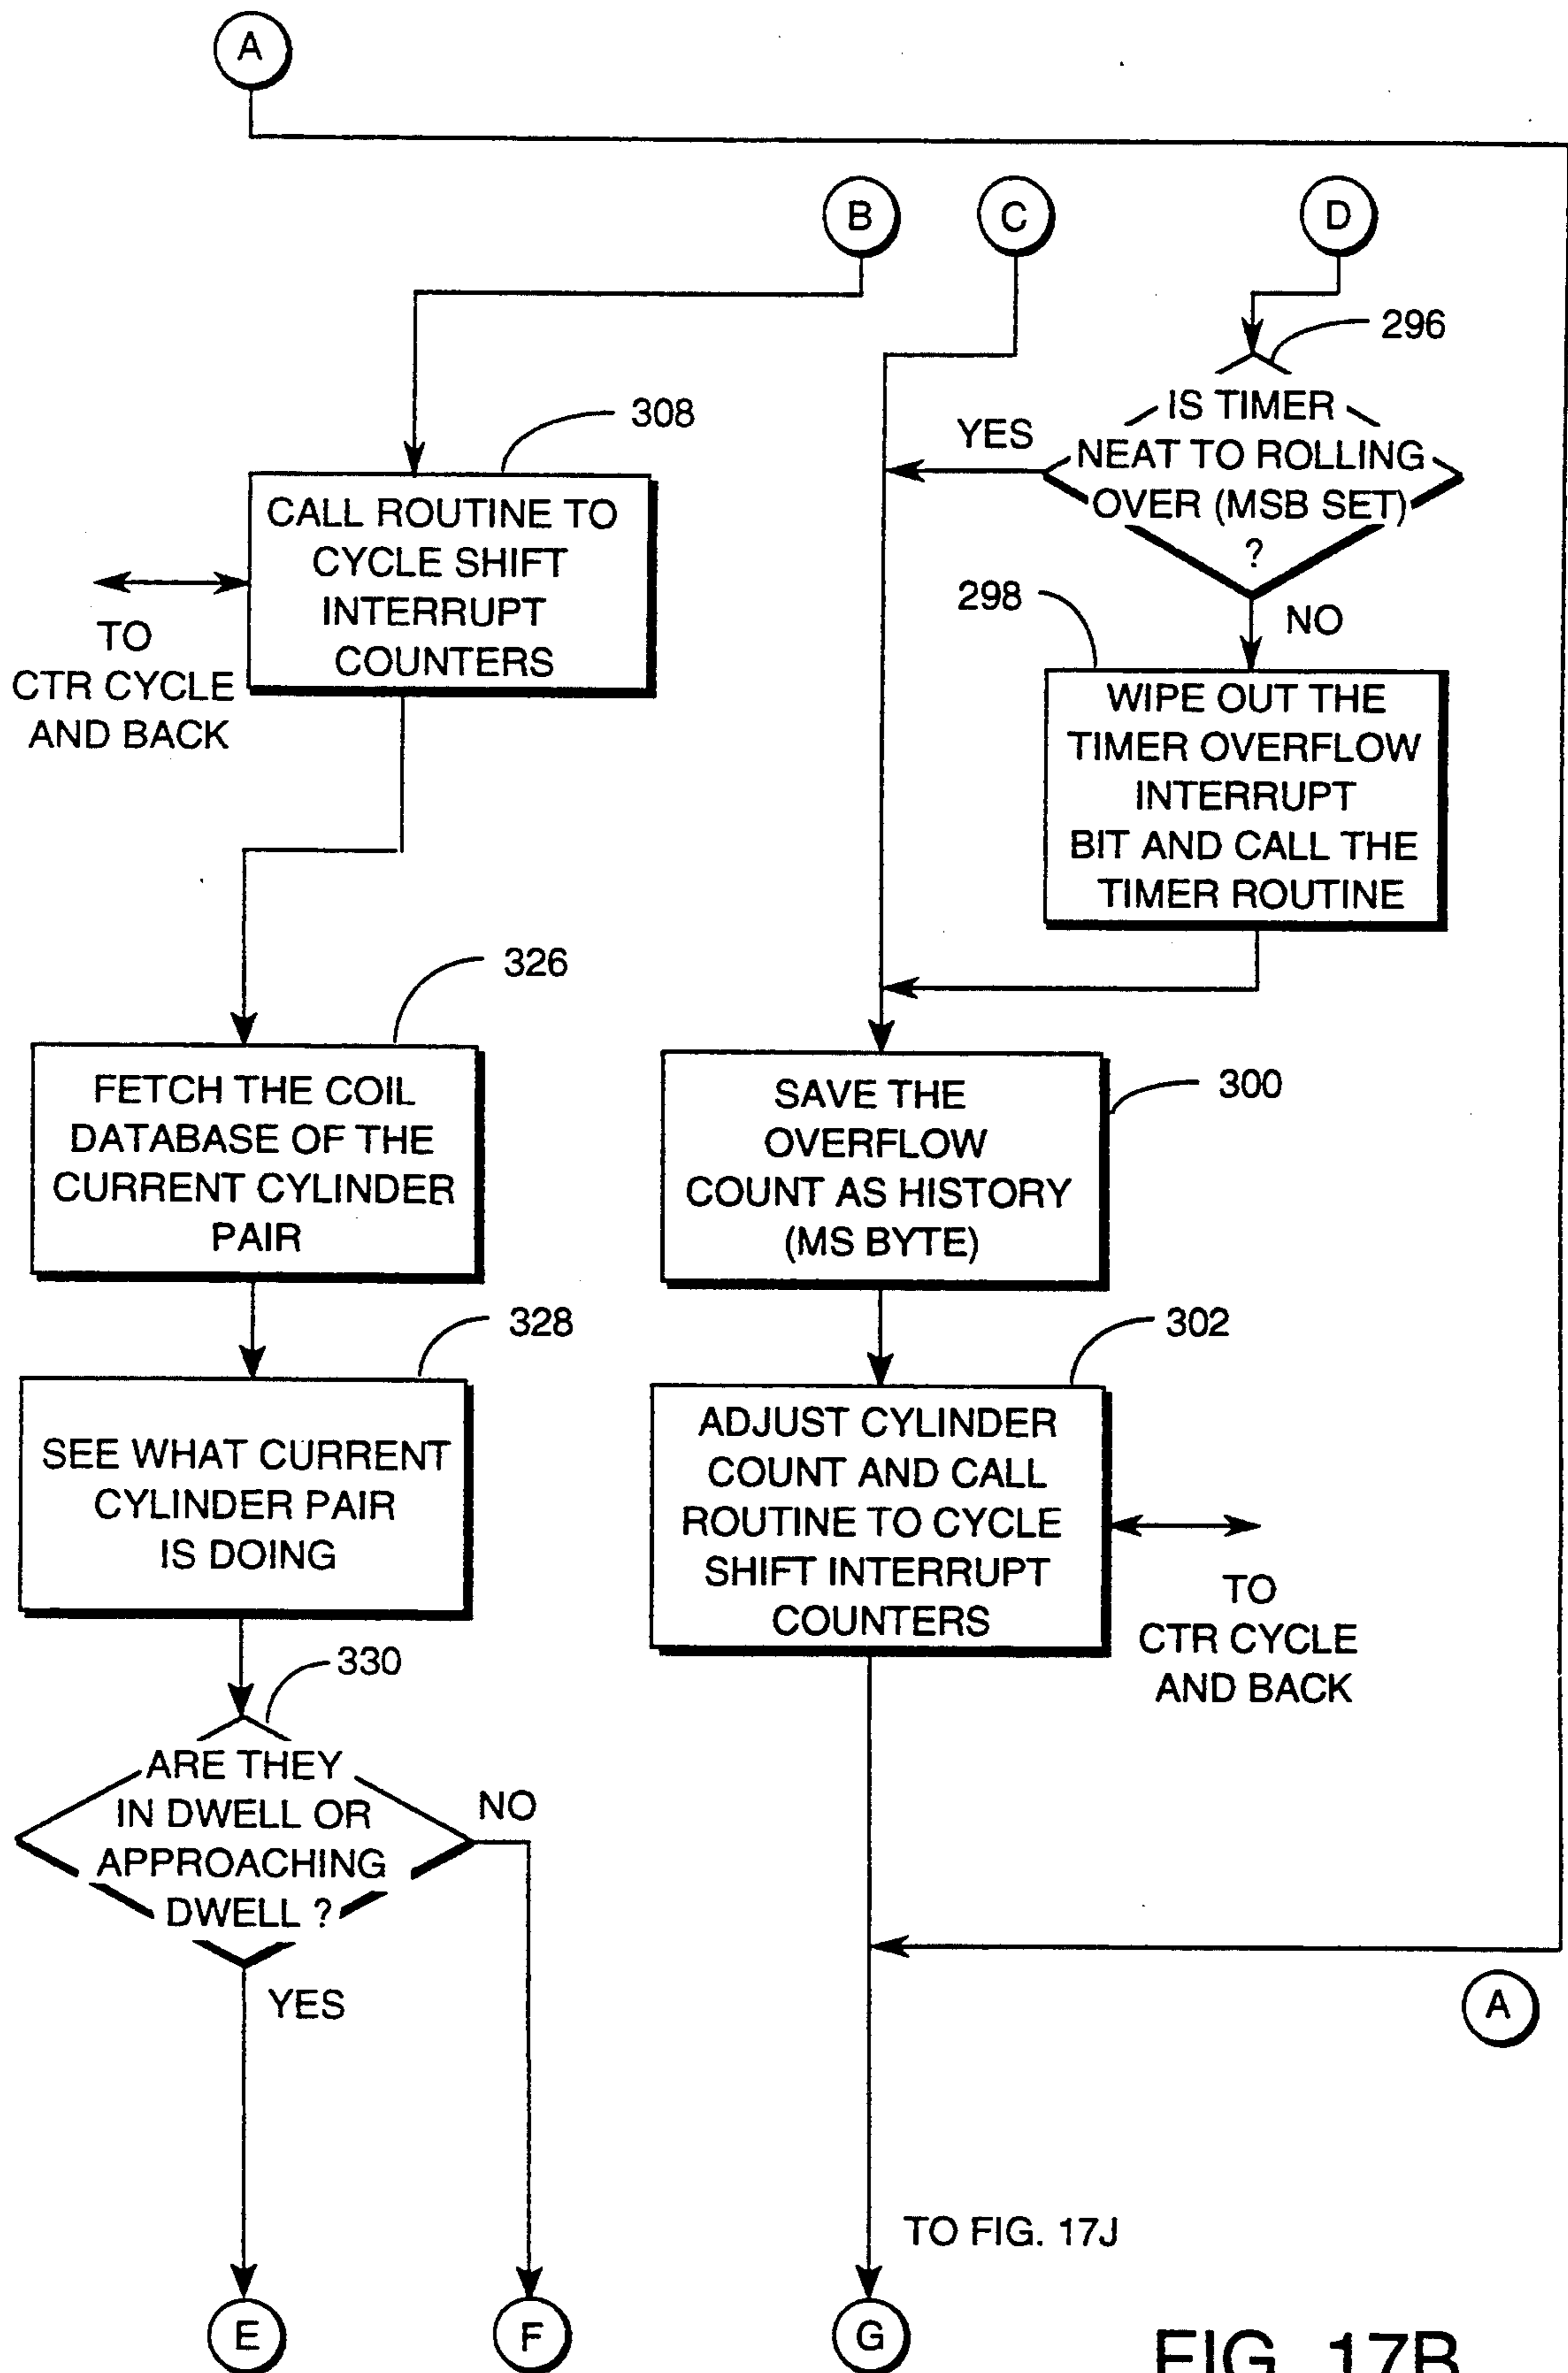 A
B
C
D
296
308
IS TIMER
NEAT TO ROLLING
OVER (MSB SET)
?
YES
NO
CALL ROUTINE TO
CYCLE SHIFT
INTERRUPT
COUNTERS
TO
CTR CYCLE
AND BACK
298
WIPE OUT THE
TIMER OVERFLOW
INTERRUPT
BIT AND CALL THE
TIMER ROUTINE
326
FETCH THE COIL
DATABASE OF THE
CURRENT CYLINDER
PAIR
300
SAVE THE
OVERFLOW
COUNT AS HISTORY
(MS BYTE)
328
SEE WHAT CURRENT
CYLINDER PAIR
IS DOING
302
ADJUST CYLINDER
COUNT AND CALL
ROUTINE TO CYCLE
SHIFT INTERRUPT
COUNTERS
TO
CTR CYCLE
AND BACK
330
ARE THEY
IN DWELL OR
APPROACHING
DWELL ?
NO
YES
A
TO FIG. 17J
E
F
G
FIG. 17B